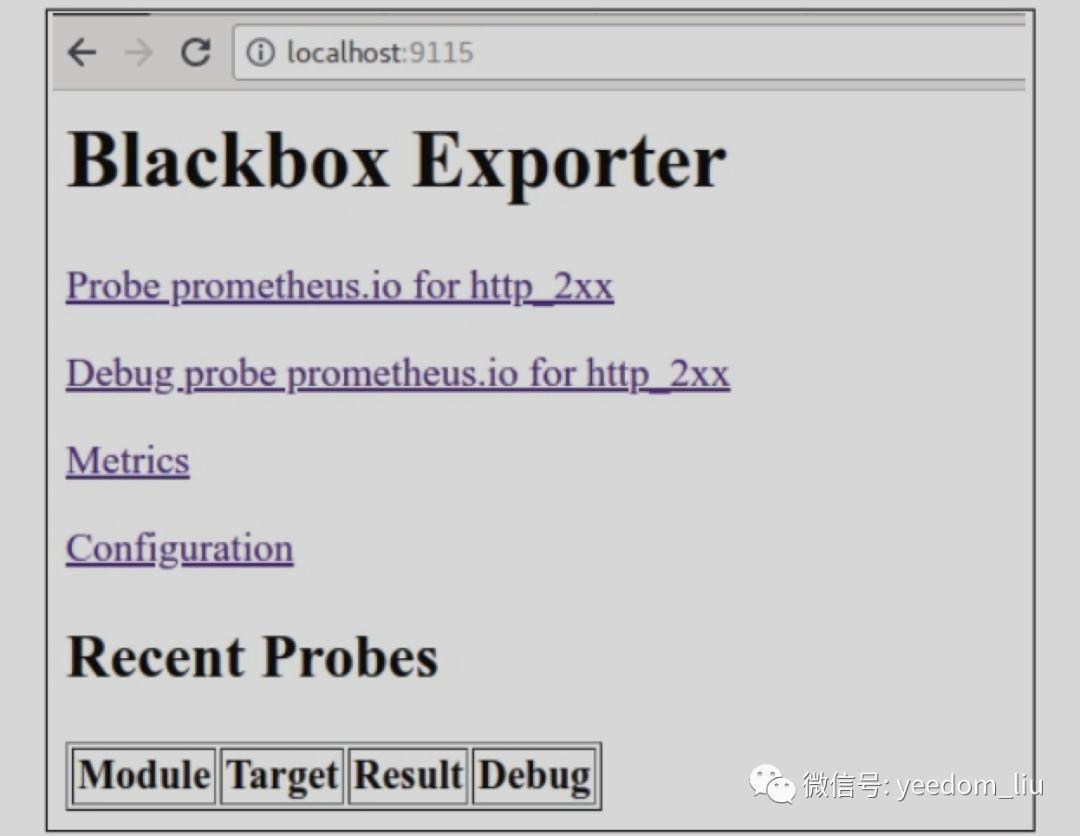 localhost:9115
Blackbox Exporter
Probe prometheus.io for http_2xx
Debug probe prometheus.io for http_2xx
Metrics
Configuration
Recent Probes
Module Target Result Debug
微信号: yeedom_liu